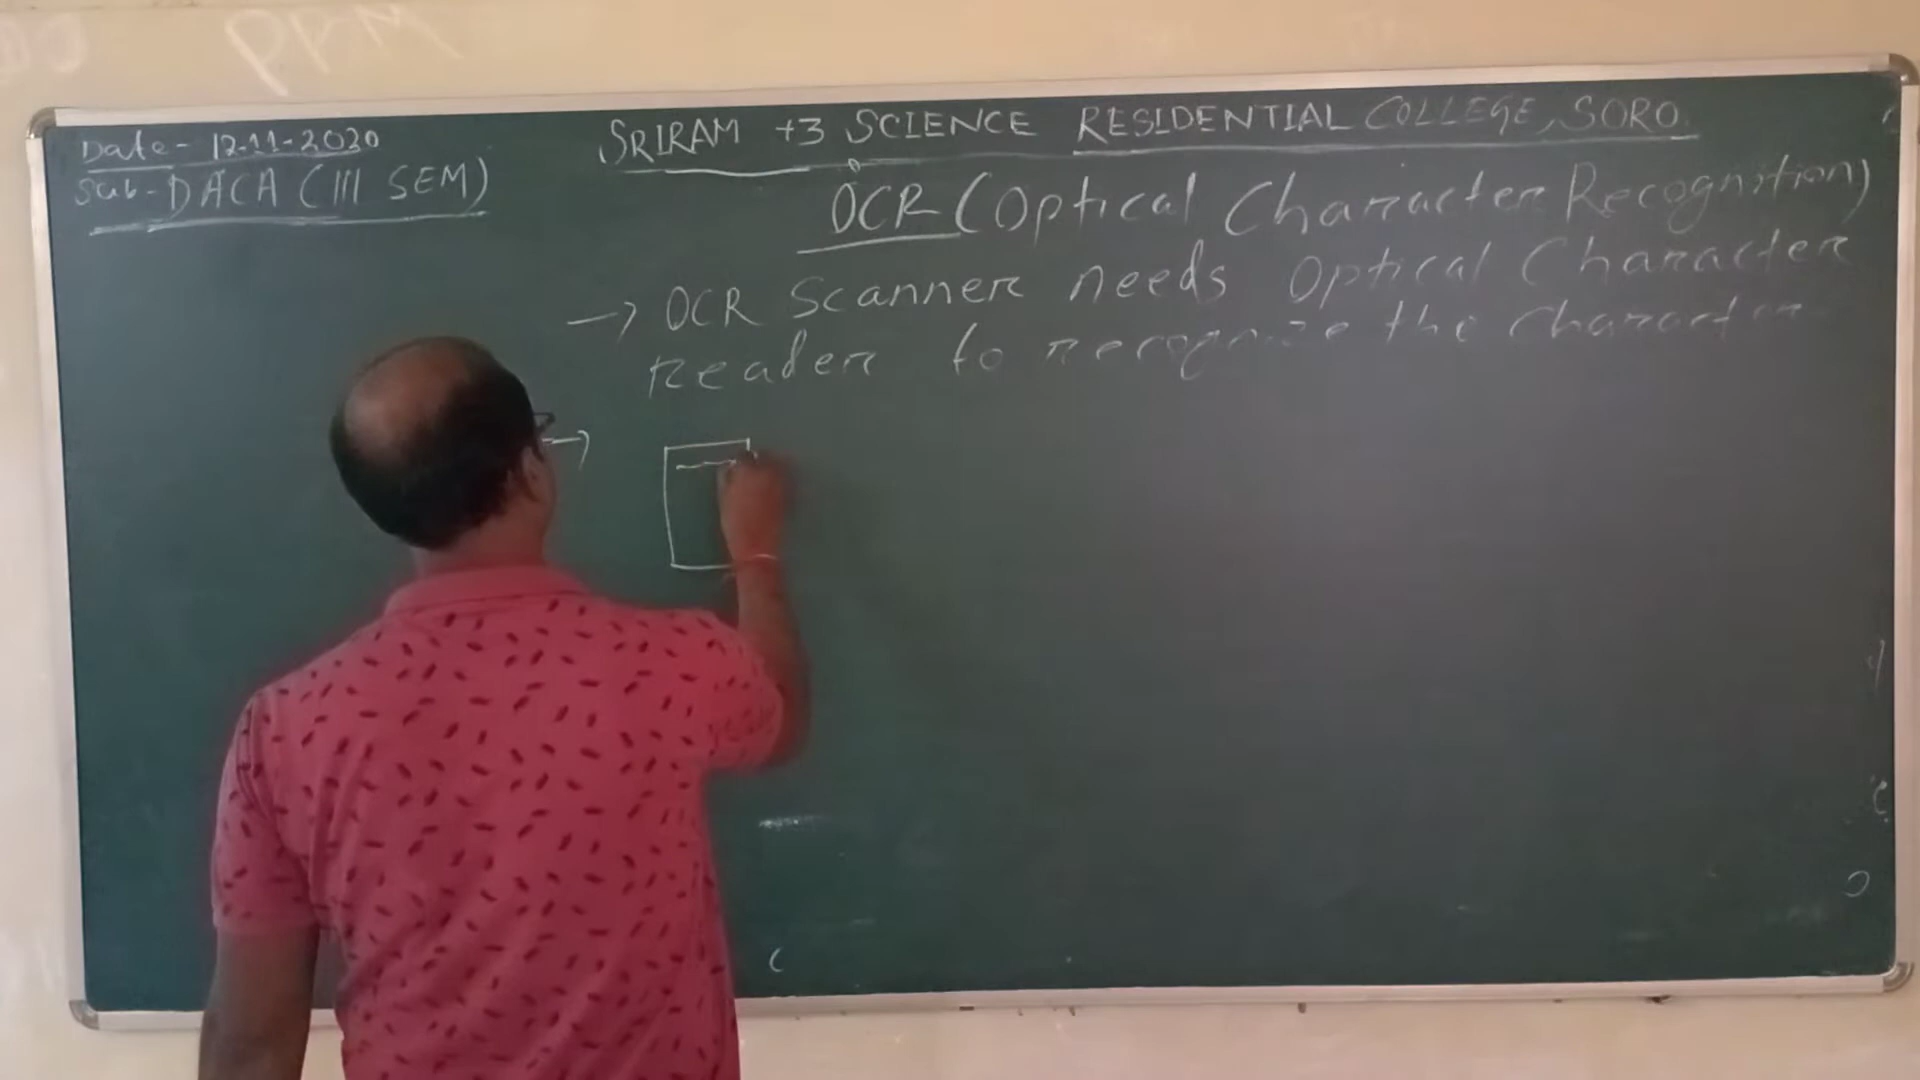 PPM
Date - 12-11-2020
Sub - DACA (III SEM)
SRIRAM +3 SCIENCE RESIDENTIAL COLLEGE, SORO
OCR (Optical Character Recognition)
→ OCR Scanner needs Optical Character
Reader to recognize the character
→